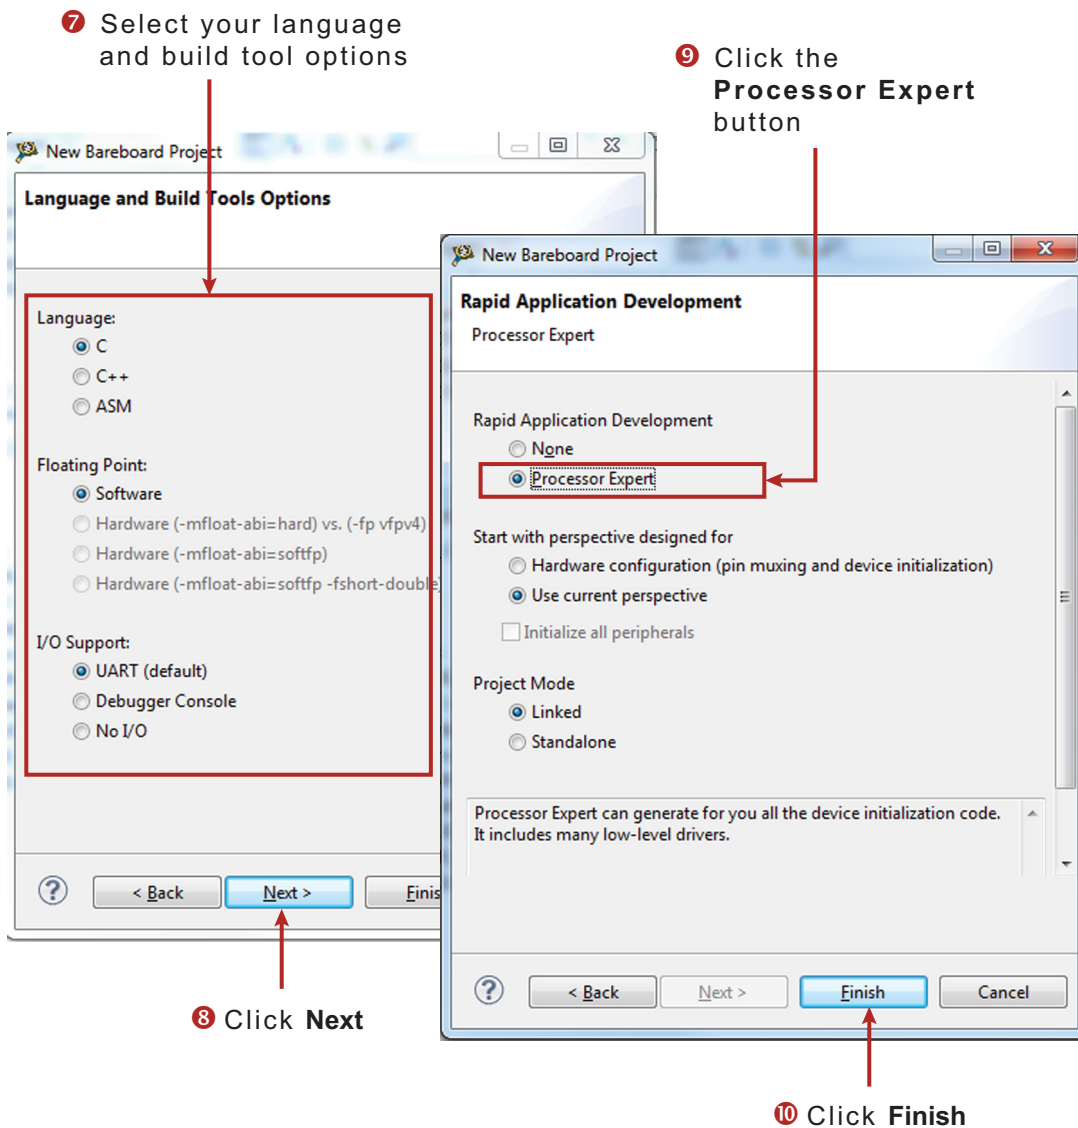 ❼ Select your language
and build tool options
❾ Click the
Processor Expert
button
New Bareboard Project
Language and Build Tools Options
Language:
C
C++
ASM
Floating Point:
Software
Hardware (-mfloat-abi=hard) vs. (-fp vfpv4)
Hardware (-mfloat-abi=softfp)
Hardware (-mfloat-abi=softfp -fshort-double)
I/O Support:
UART (default)
Debugger Console
No I/O
? < Back Next > Finis
❽ Click Next
New Bareboard Project
Rapid Application Development
Processor Expert
Rapid Application Development
None
Processor Expert
Start with perspective designed for
Hardware configuration (pin muxing and device initialization)
Use current perspective
Initialize all peripherals
Project Mode
Linked
Standalone
Processor Expert can generate for you all the device initialization code.
It includes many low-level drivers.
? < Back Next > Finish Cancel
❿ Click Finish